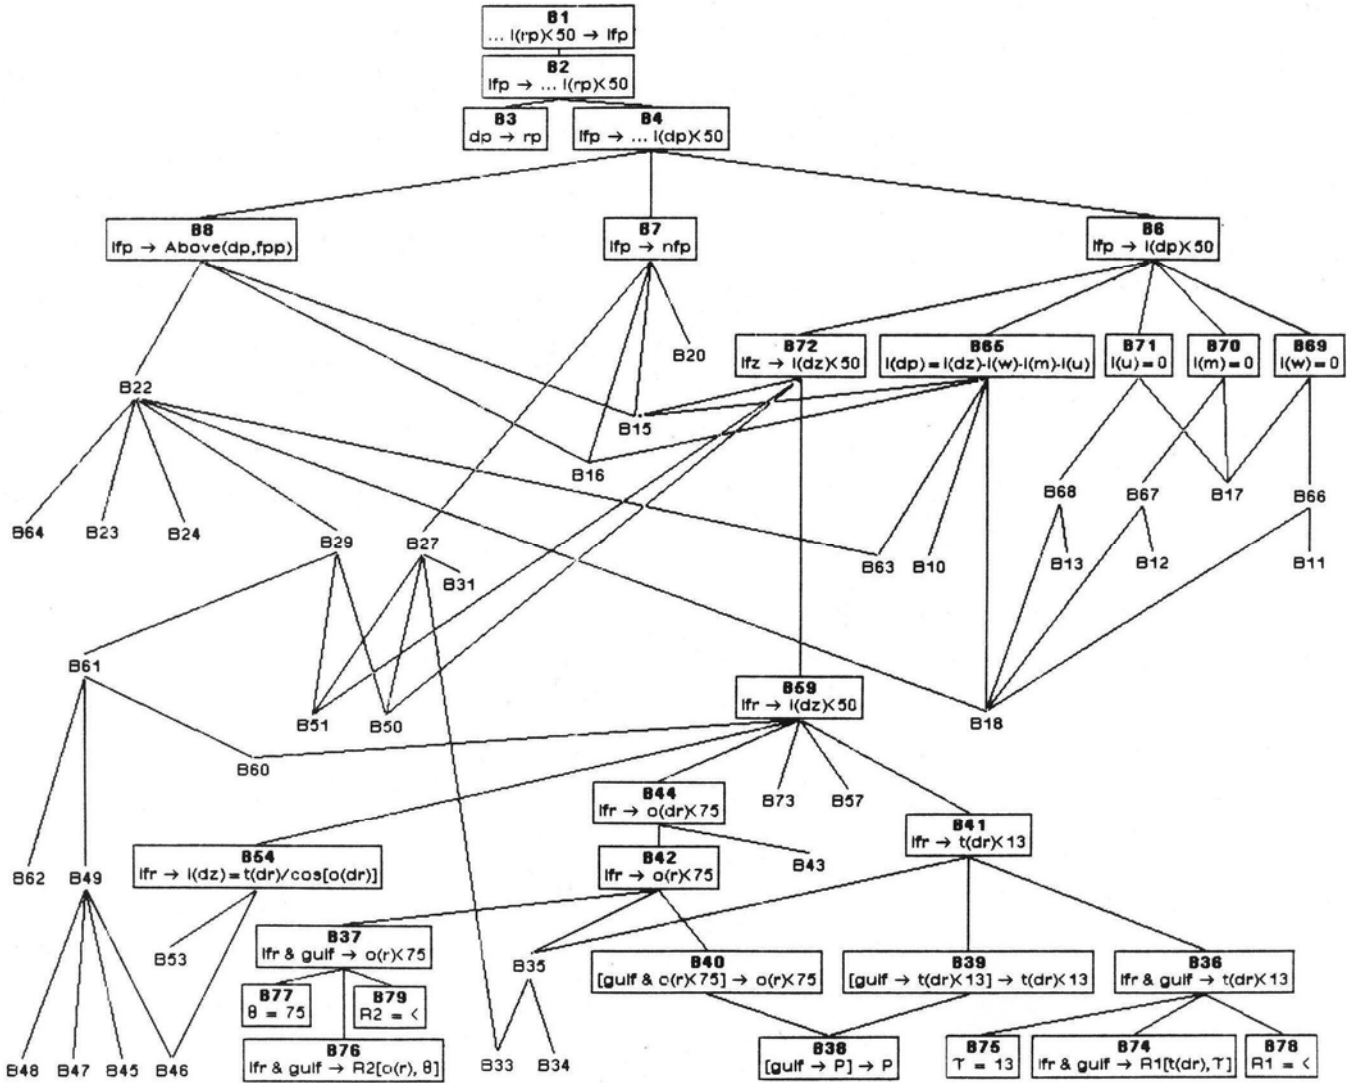 B1
... l(rp)<50 → lfp
B2
lfp → ... l(rp)<50
B3
dp → rp
B4
lfp → ... l(dp)<50
B8
lfp → Above(dp,fpp)
B7
lfp → nfp
B6
lfp → l(dp)<50
B72
lfz → l(dz)<50
B65
l(dp)=l(dz)-l(w)-l(m)-l(u)
B71
l(u)=0
B70
l(m)=0
B69
l(w)=0
B20
B22
B15
B16
B68
B67
B17
B66
B64
B23
B24
B29
B27
B31
B63
B10
B13
B12
B11
B61
B51
B50
B59
lfr → l(dz)<50
B18
B60
B73
B57
B44
lfr → o(dr)<75
B41
lfr → t(dr)<13
B62
B49
B54
lfr → l(dz)=t(dr)/cos[o(dr)]
B42
lfr → o(r)<75
B43
B53
B37
lfr & gulf → o(r)<75
B35
B40
[gulf & o(r)<75] → o(r)<75
B39
[gulf → t(dr)<13] → t(dr)<13
B36
lfr & gulf → t(dr)<13
B77
θ = 75
B79
R2 = <
B48
B47
B45
B46
B76
lfr & gulf → R2[o(r), θ]
B33
B34
B38
[gulf → P] → P
B75
T = 13
B74
lfr & gulf → R1[t(dr), T]
B78
R1 = <